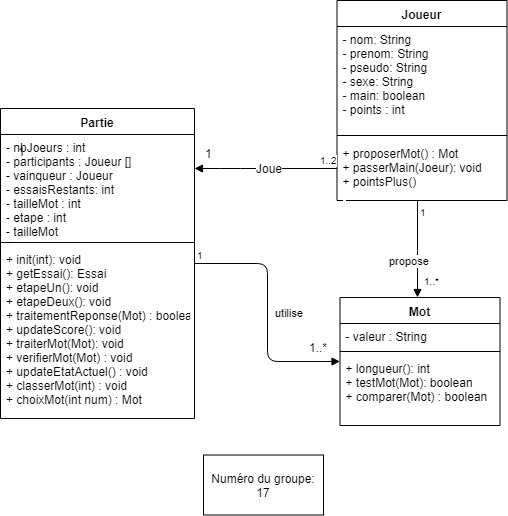 Joueur
- nom: String
- prenom: String
- pseudo: String
- sexe: String
- main: boolean
- points : int
+ proposerMot() : Mot
+ passerMain(Joeur): void
+ pointsPlus()
Partie
- nbJoeurs : int
- participants : Joueur []
- vainqueur : Joueur
- essaisRestants: int
- tailleMot : int
- etape : int
- tailleMot
+ init(int): void
+ getEssai(): Essai
+ etapeUn(): void
+ etapeDeux(): void
+ traitementReponse(Mot) : boolea
+ updateScore(): void
+ traiterMot(Mot): void
+ verifierMot(Mot) : void
+ updateEtatActuel() : void
+ classerMot(int) : void
+ choixMot(int num) : Mot
1
Joue
1..2
1
propose
1..*
1
utilise
1..*
Mot
- valeur : String
+ longueur(): int
+ testMot(Mot): boolean
+ comparer(Mot) : boolean
Numéro du groupe:
17